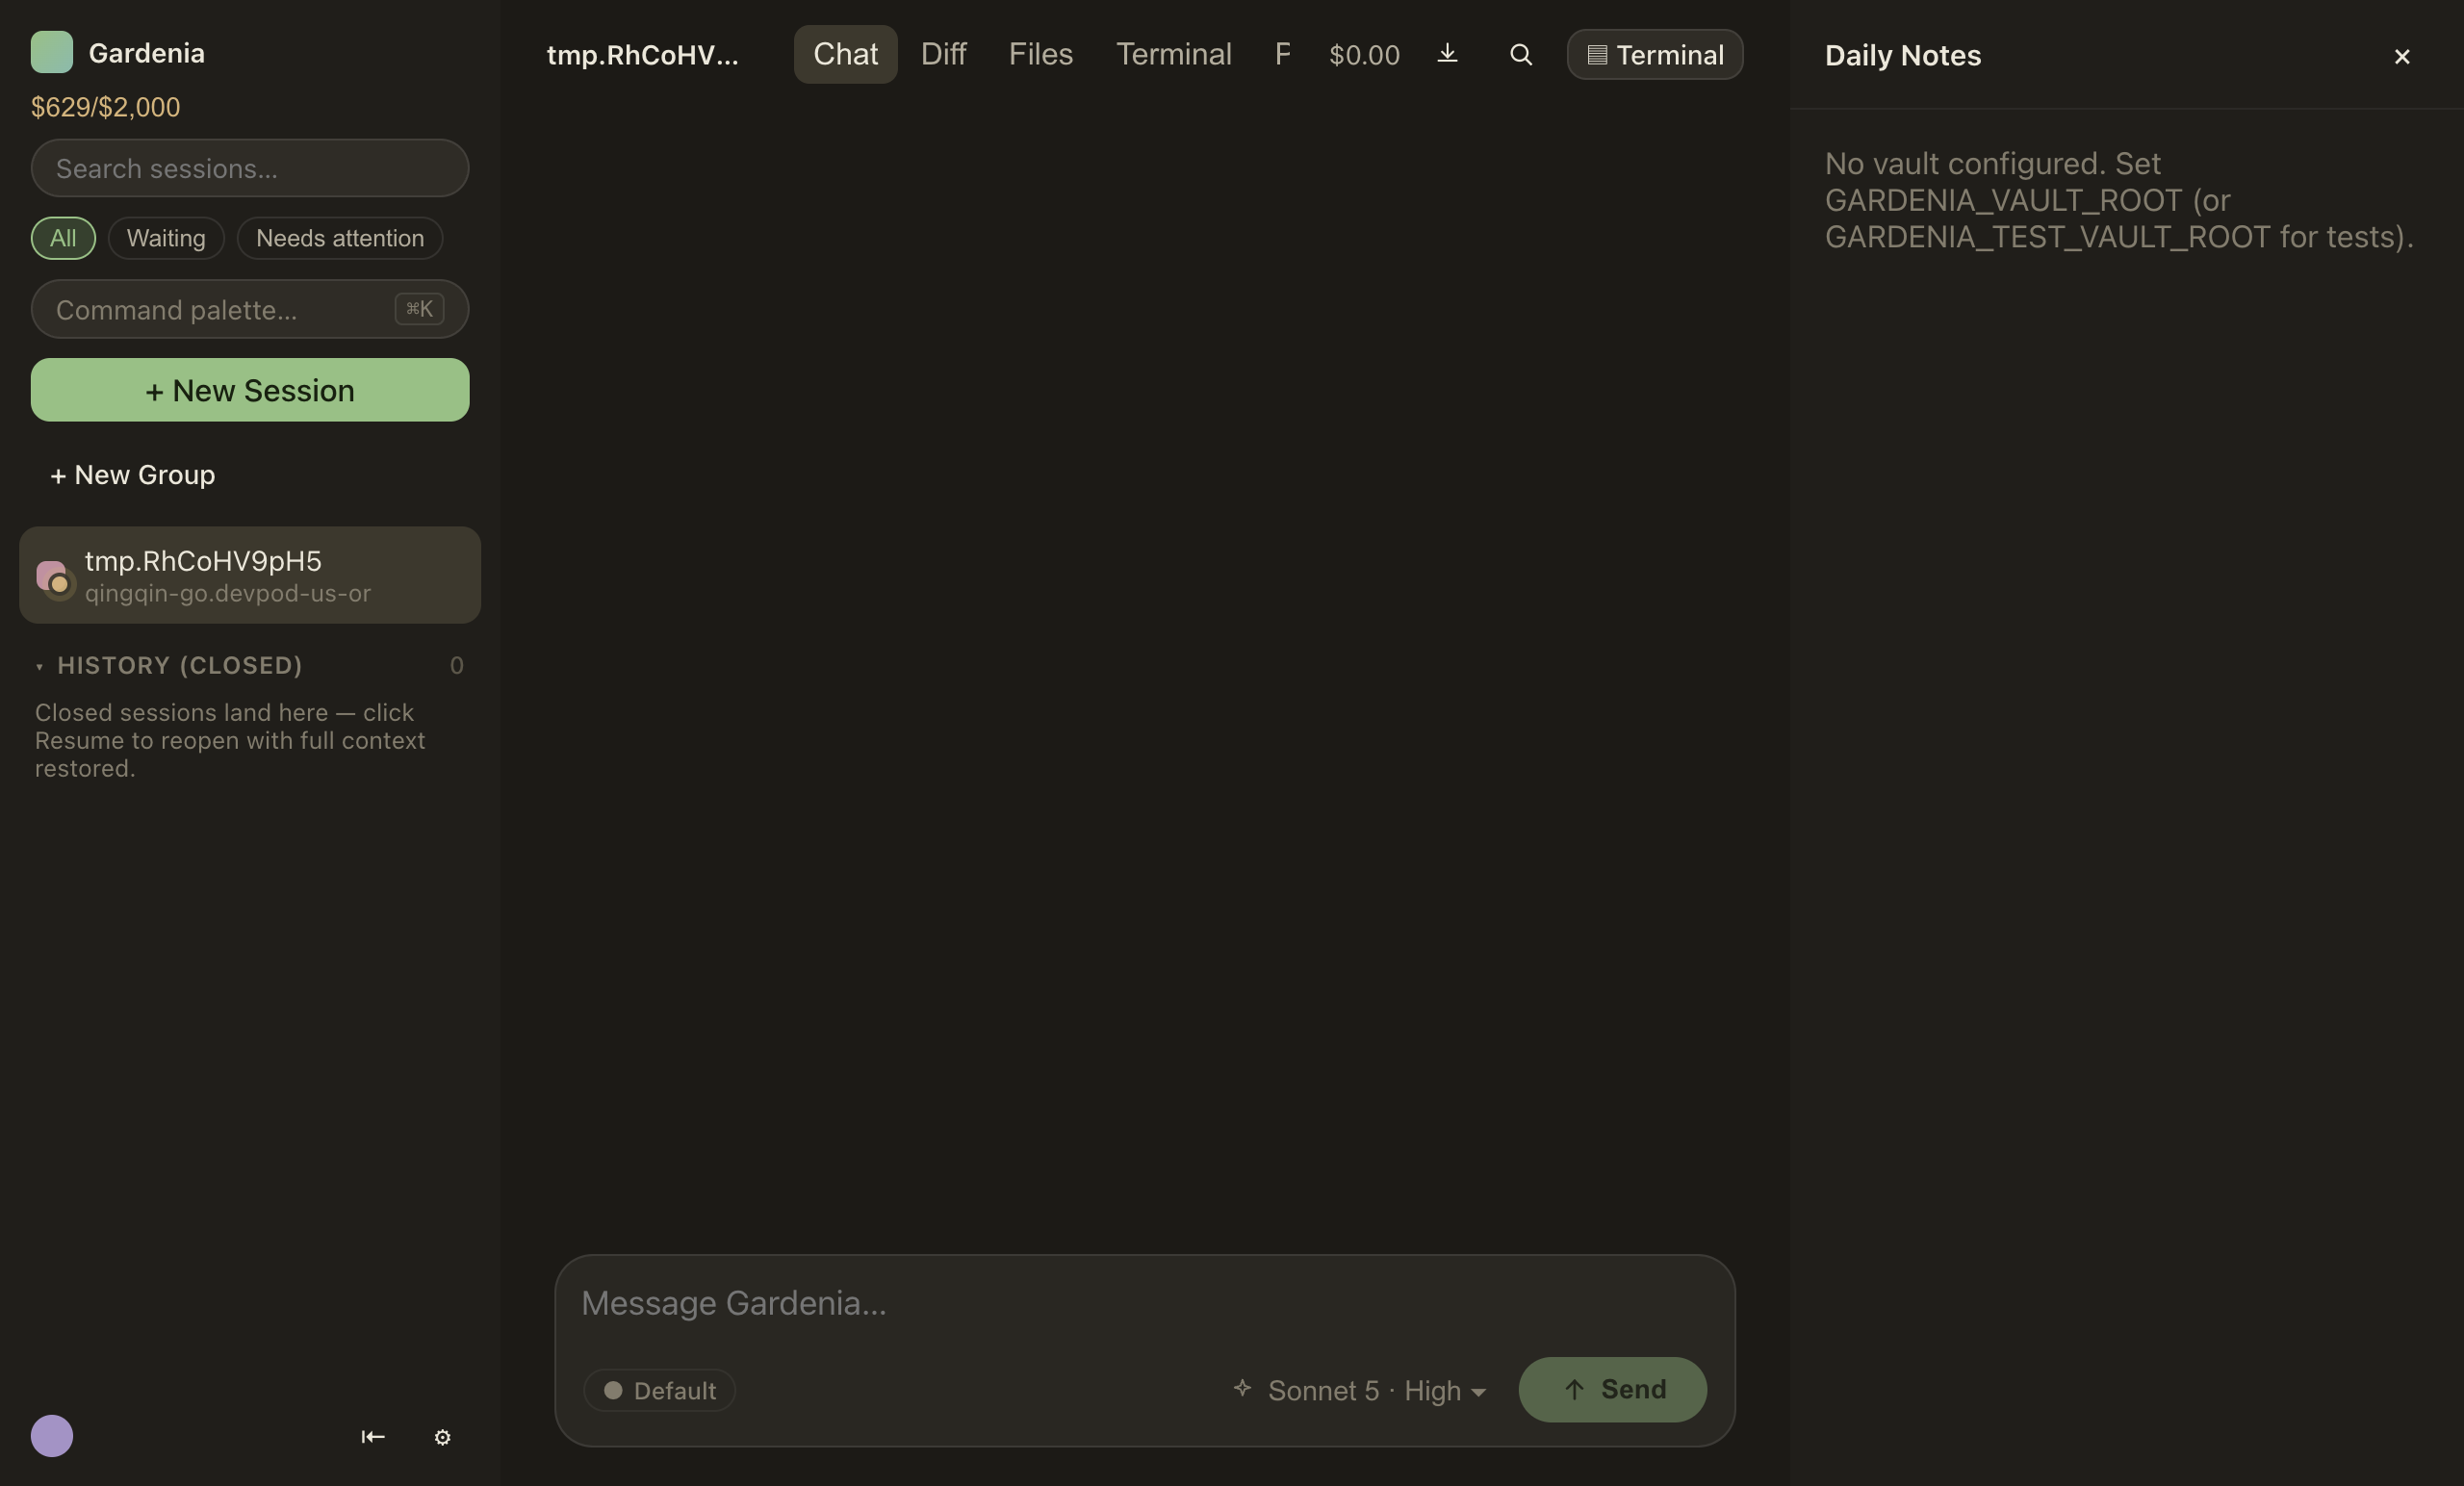 Gardenia
$629/$2,000
Search sessions...
All
Waiting
Needs attention
Command palette...
⌘K
+ New Session
+ New Group
tmp.RhCoHV9pH5
qingqin-go.devpod-us-or
HISTORY (CLOSED)
0
Closed sessions land here — click
Resume to reopen with full context
restored.
tmp.RhCoHV...
Chat
Diff
Files
Terminal
$0.00
Terminal
Message Gardenia...
Default
Sonnet 5 · High
Send
Daily Notes
No vault configured. Set
GARDENIA_VAULT_ROOT (or
GARDENIA_TEST_VAULT_ROOT for tests).